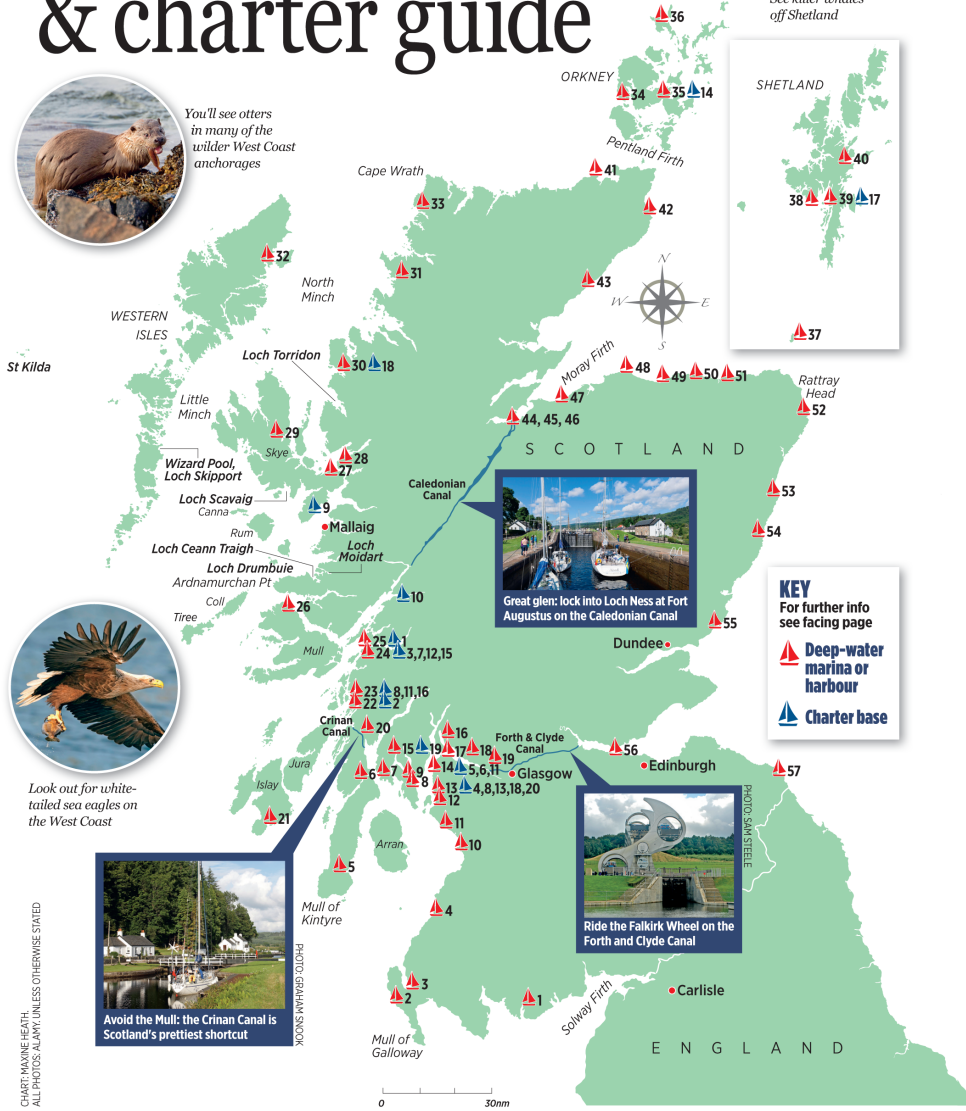 & charter guide
off Shetland
You'll see otters
in many of the
wilder West Coast
anchorages
36
ORKNEY
34
35
14
Pentland Firth
SHETLAND
40
38
39
17
37
Cape Wrath
41
33
42
32
31
43
North
Minch
WESTERN
ISLES
N
W
E
S
St Kilda
Loch Torridon
30
18
Moray Firth
48
49
50
51
Rattray
Head
52
47
44, 45, 46
Little
Minch
29
Skye
28
27
SCOTLAND
Wizard Pool,
Loch Skipport
Loch Scavaig
Canna
9
Caledonian
Canal
53
54
Rum
Mallaig
Loch Ceann Traigh
Loch
Moidart
Loch Drumbuie
Ardnamurchan Pt
Great glen: lock into Loch Ness at Fort
Augustus on the Caledonian Canal
KEY
For further info
see facing page
Deep-water
marina or
harbour
Charter base
Coll
Tiree
26
10
55
Dundee
Mull
25
1
24
3,7,12,15
23
8,11,16
22
2
Crinan
Canal
20
16
Forth & Clyde
Canal
15
19
17
18
19
56
Edinburgh
57
Jura
6
7
9
8
14
5,6,11
Glasgow
13
4,8,13,18,20
12
Islay
21
11
10
Arran
5
Mull of
Kintyre
4
Look out for white-
tailed sea eagles on
the West Coast
PHOTO: SAM STEELE
Ride the Falkirk Wheel on the
Forth and Clyde Canal
Avoid the Mull: the Crinan Canal is
Scotland's prettiest shortcut
PHOTO: GRAHAM SNOOK
3
2
1
Solway Firth
Carlisle
Mull of
Galloway
ENGLAND
0
30nm
CHART: MAXINE HEATH.
ALL PHOTOS: ALAMY, UNLESS OTHERWISE STATED